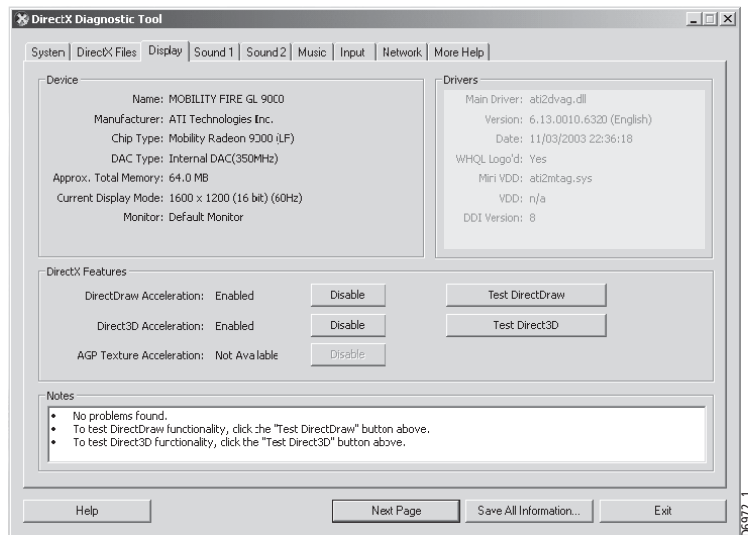 DirectX Diagnostic Tool
System DirectX Files Display Sound 1 Sound 2 Music Input Network More Help
Device
Name: MOBILITY FIRE GL 9000
Manufacturer: ATI Technologies Inc.
Chip Type: Mobility Radeon 9000 (LF)
DAC Type: Internal DAC(350MHz)
Approx. Total Memory: 64.0 MB
Current Display Mode: 1600 x 1200 (16 bit) (60Hz)
Monitor: Default Monitor
Drivers
Main Driver: ati2dvag.dll
Version: 6.13.0010.6320 (English)
Date: 11/03/2003 22:36:18
WHQL Logo'd: Yes
Mini VDD: ati2mtag.sys
VDD: n/a
DDI Version: 8
DirectX Features
DirectDraw Acceleration: Enabled Disable Test DirectDraw
Direct3D Acceleration: Enabled Disable Test Direct3D
AGP Texture Acceleration: Not Available Disable
Notes
• No problems found.
• To test DirectDraw functionality, click the "Test DirectDraw" button above.
• To test Direct3D functionality, click the "Test Direct3D" button above.
Help Next Page Save All Information... Exit